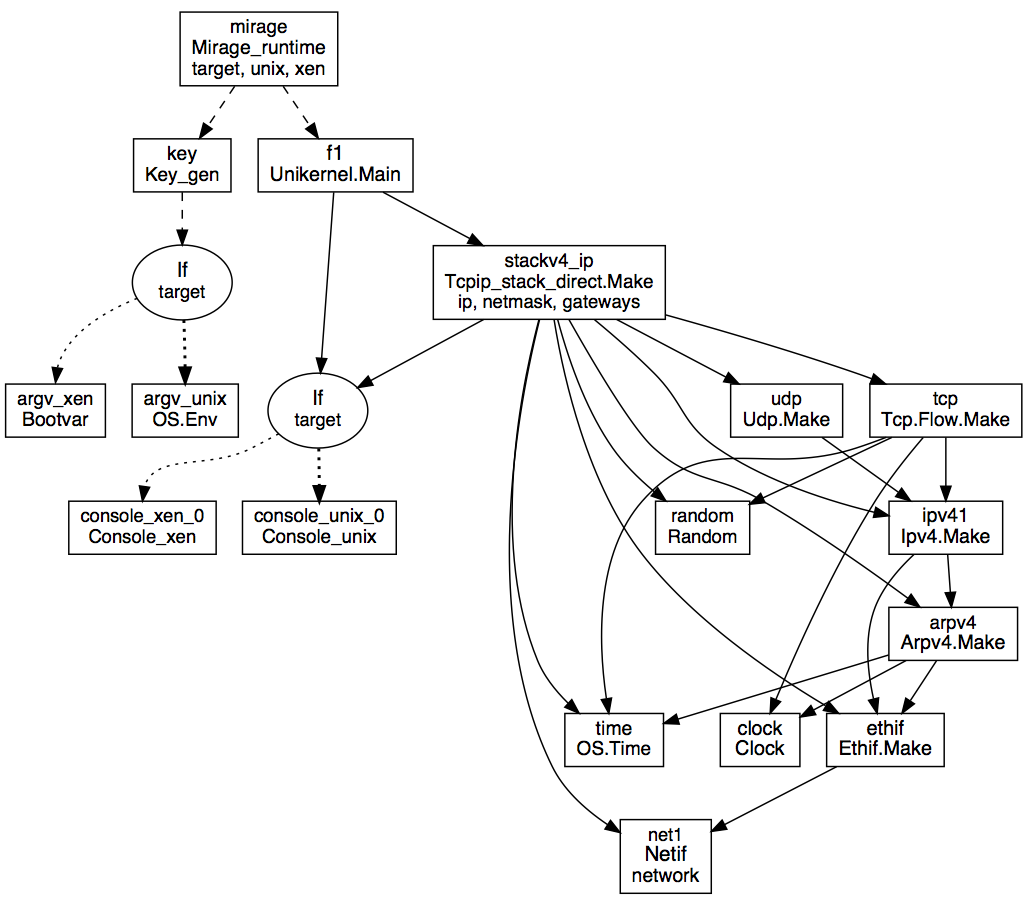 mirage
Mirage_runtime
target, unix, xen
key
Key_gen
f1
Unikernel.Main
If
target
stackv4_ip
Tcpip_stack_direct.Make
ip, netmask, gateways
argv_xen
Bootvar
argv_unix
OS.Env
If
target
udp
Udp.Make
tcp
Tcp.Flow.Make
console_xen_0
Console_xen
console_unix_0
Console_unix
random
Random
ipv41
Ipv4.Make
arpv4
Arpv4.Make
time
OS.Time
clock
Clock
ethif
Ethif.Make
net1
Netif
network